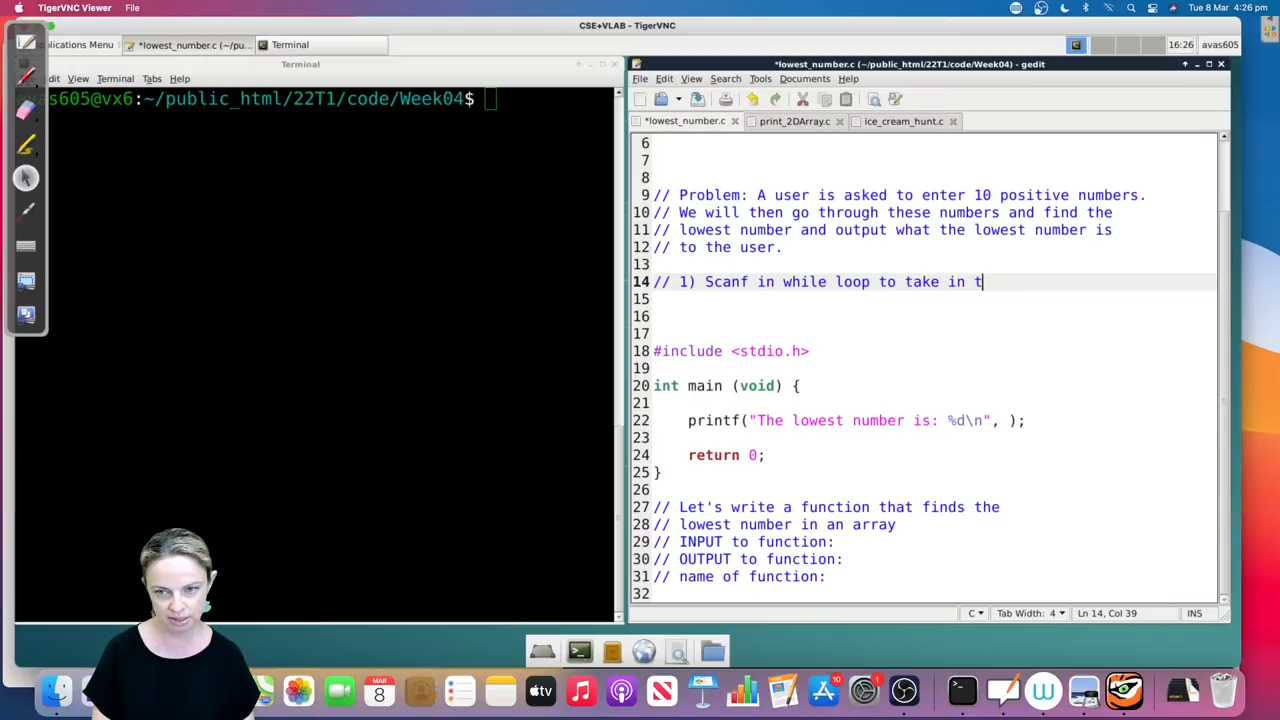 TigerVNC Viewer File
Tue 8 Mar 4:26 pm
CSE+VLAB - TigerVNC
plications Menu
*lowest_number.c (~/pu...
Terminal
16:26
avas605
Terminal
*lowest_number.c (~/public_html/22T1/code/Week04) - gedit
dit View Terminal Tabs Help
File Edit View Search Tools Documents Help
as605@vx6:~/public_html/22T1/code/Week04$
*lowest_number.c
print_2DArray.c
ice_cream_hunt.c
6
7
8
9 // Problem: A user is asked to enter 10 positive numbers.
10 // We will then go through these numbers and find the
11 // lowest number and output what the lowest number is
12 // to the user.
13
14 // 1) Scanf in while loop to take in t
15
16
17
18 #include <stdio.h>
19
20 int main (void) {
21
22 printf("The lowest number is: %d\n", );
23
24 return 0;
25 }
26
27 // Let's write a function that finds the
28 // lowest number in an array
29 // INPUT to function:
30 // OUTPUT to function:
31 // name of function:
32
C
Tab Width: 4
Ln 14, Col 39
INS
MAR
8
tv
10
1